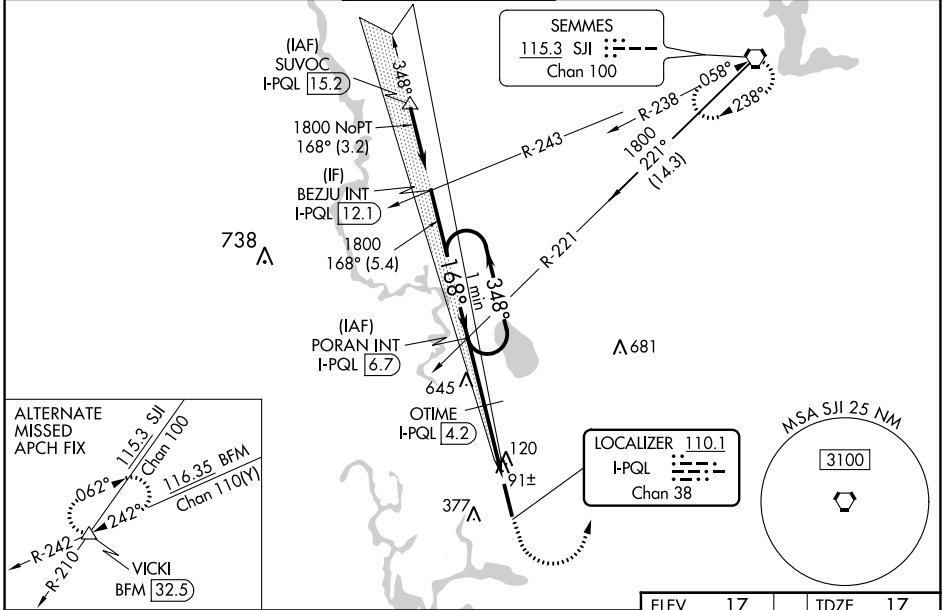 SEMMES
115.3 SJI
Chan 100
(IAF)
SUVOC
I-PQL 15.2
348°
058°
R-238
238°
1800 NoPT
168° (3.2)
R-243
1800
221°
(14.3)
(IF)
BEZJU INT
I-PQL 12.1
738
1800
168° (5.4)
R-221
168°
1 min
348°
(IAF)
PORAN INT
I-PQL 6.7
681
645
OTIME
I-PQL 4.2
120
91±
377
LOCALIZER 110.1
I-PQL
Chan 38
MSA SJI 25 NM
3100
ALTERNATE
MISSED
APCH FIX
115.3 SJI
Chan 100
116.35 BFM
Chan 110(Y)
062°
242°
R-242
R-210
VICKI
BFM 32.5
ELEV 17
TDZE 17